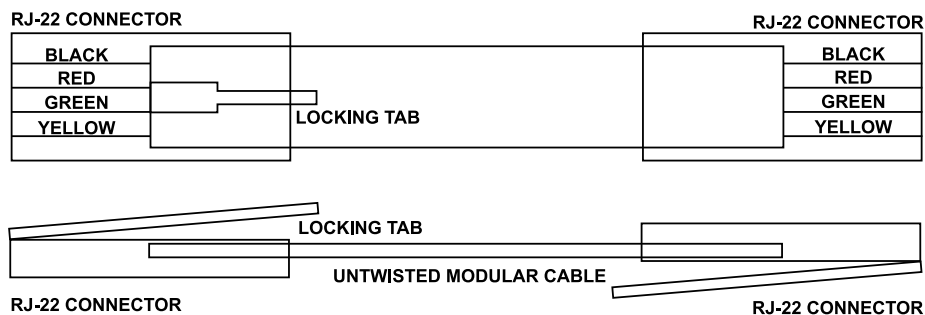 RJ-22 CONNECTOR
RJ-22 CONNECTOR
BLACK
RED
GREEN
YELLOW
LOCKING TAB
BLACK
RED
GREEN
YELLOW
LOCKING TAB
UNTWISTED MODULAR CABLE
RJ-22 CONNECTOR
RJ-22 CONNECTOR